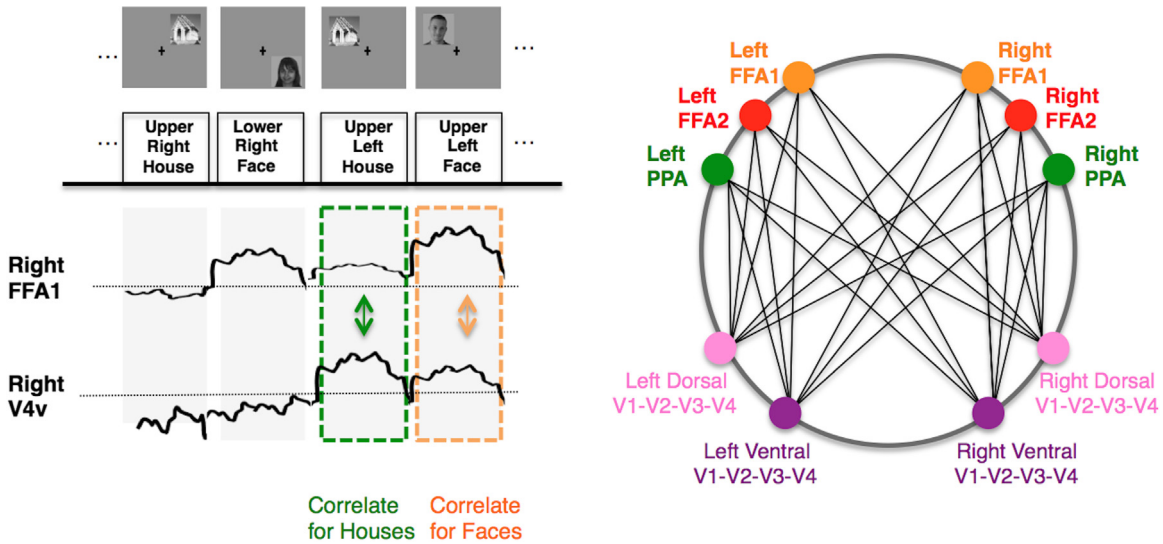 ...
...
...
Upper
Right
House
Lower
Right
Face
Upper
Left
House
Upper
Left
Face
...
Right
FFA1
Right
V4v
Correlate
for Houses
Correlate
for Faces
Left
FFA1
Right
FFA1
Left
FFA2
Right
FFA2
Left
PPA
Right
PPA
Left Dorsal
V1-V2-V3-V4
Right Dorsal
V1-V2-V3-V4
Left Ventral
V1-V2-V3-V4
Right Ventral
V1-V2-V3-V4